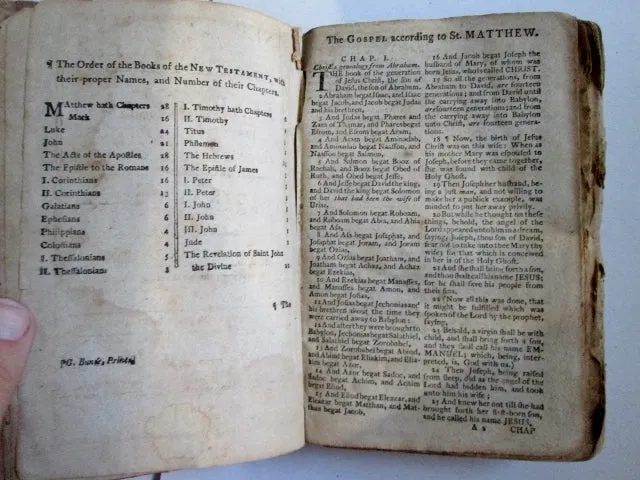 ¶ The Order of the Books of the NEW TESTAMENT, with
their proper Names, and Number of their Chapters.
MAtthew hath Chapters 28
Mark 16
Luke 24
John 21
The Acts of the Apostles 28
The Epistle to the Romans 16
I. Corinthians 16
II. Corinthians 13
Galatians 6
Ephesians 6
Philippians 4
Colossians 4
I. Thessalonians 5
II. Thessalonians 3
I. Timothy hath Chapters
II. Timothy
Titus
Philemon
The Hebrews
The Epistle of James
I. Peter
II. Peter
I. John
II. John
III. John
Jude
The Revelation of Saint John
the Divine 22
¶ The
The GOSPEL according to St. MATTHEW.
CHAP. I.
Christ's genealogy from Abraham.
THE book of the generation
of Jesus Christ, the son of
David, the son of Abraham.
2 Abraham begat Isaac, and Isaac
begat Jacob, and Jacob begat Judas
and his brethren,
3 And Judas begat Phares and
Zara of Thamar, and Phares begat
Esrom, and Esrom begat Aram,
4 And Aram begat Aminadab,
and Aminadab begat Naasson, and
Naasson begat Salmon,
5 And Salmon begat Booz of
Rachab, and Booz begat Obed of
Ruth, and Obed begat Jesse,
6 And Jesse begat David the king,
and David the king begat Solomon
of her that had been the wife of
Urias,
7 And Solomon begat Roboam,
and Roboam begat Abia, and Abia
begat Asa,
8 And Asa begat Josaphat, and
Josaphat begat Joram, and Joram
begat Ozias,
9 And Ozias begat Joatham, and
Joatham begat Achaz, and Achaz
begat Ezekias,
10 And Ezekias begat Manasses,
and Manasses begat Amon, and
Amon begat Josias,
11 And Josias begat Jechonias and
his brethren about the time they
were carried away to Babylon:
12 And after they were brought to
Babylon, Jechonias begat Salathiel,
and Salathiel begat Zorobabel,
13 And Zorobabel begat Abiud,
and Abiud begat Eliakim, and Elia-
kim begat Azor,
14 And Azor begat Sadoc, and
Sadoc begat Achim, and Achim
begat Eliud,
15 And Eliud begat Eleazar, and
Eleazar begat Matthan, and Mat-
than begat Jacob,
16 And Jacob begat Joseph the
husband of Mary, of whom was
born Jesus, who is called CHRIST.
17 So all the generations, from
Abraham to David, are fourteen
generations; and from David until
the carrying away into Babylon,
are fourteen generations; and from
the carrying away into Babylon
unto Christ, are fourteen genera-
tions.
18 ¶ Now, the birth of Jesus
Christ was on this wise: When as
his mother Mary was espoused to
Joseph, before they came together,
she was found with child of the
Holy Ghost.
19 Then Joseph her husband, be-
ing a just man, and not willing to
make her a publick example, was
minded to put her away privily.
20 But while he thought on these
things, behold, the angel of the
Lord appeared unto him in a dream,
saying, Joseph, thou son of David,
fear not to take unto thee Mary thy
wife; for that which is conceived
in her is of the Holy Ghost.
21 And she shall bring forth a son,
and thou shalt call his name JESUS;
for he shall save his people from
their sins.
22 (Now all this was done, that
it might be fulfilled which was
spoken of the Lord by the prophet,
saying,
23 Behold, a virgin shall be with
child, and shall bring forth a son,
and they shall call his name EM-
MANUEL; which, being, inter-
preted, is, God with us.)
24 Then Joseph, being raised
from sleep, did as the angel of the
Lord had bidden him, and took
unto him his wife;
25 And knew her not till she had
brought forth her first-born son,
and he called his name JESUS.
A 2 CHAP